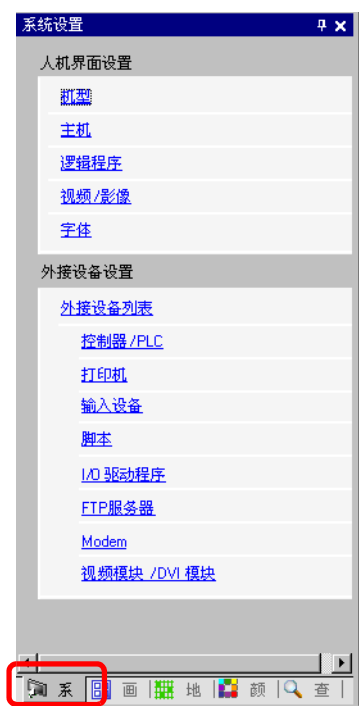 系统设置
人机界面设置
机型
主机
逻辑程序
视频/影像
字体
外接设备设置
外接设备列表
控制器/PLC
打印机
输入设备
脚本
I/O 驱动程序
FTP服务器
Modem
视频模块 /DVI 模块
系 画 地 颜 查